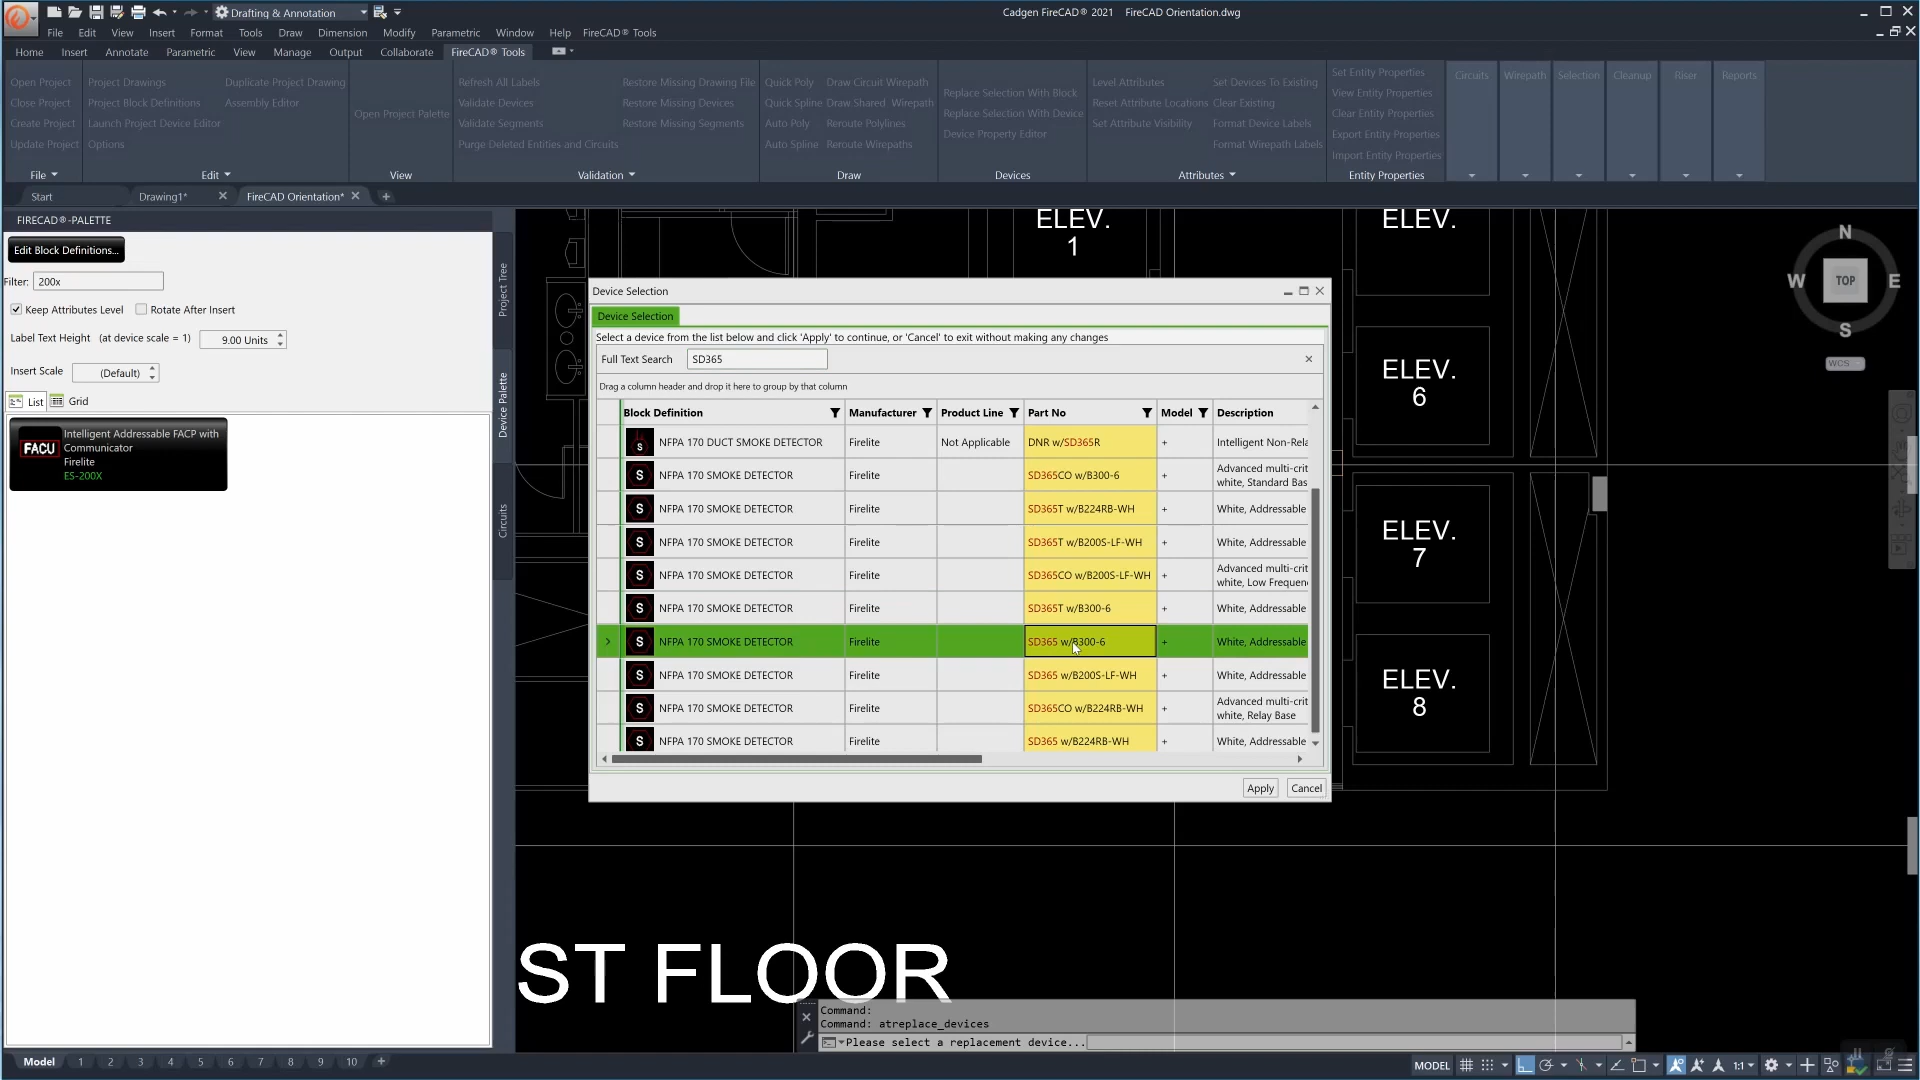 Drafting & Annotation
Cadgen FireCAD® 2021 FireCAD Orientation.dwg
File Edit View Insert Format Tools Draw Dimension Modify Parametric Window Help FireCAD® Tools
Home Insert Annotate Parametric View Manage Output Collaborate FireCAD® Tools
Open Project
Close Project
Create Project
Update Project
File
Project Drawings
Project Block Definitions
Launch Project Device Editor
Options
Duplicate Project Drawing
Assembly Editor
Edit
Open Project Palette
View
Refresh All Labels
Validate Devices
Validate Segments
Purge Deleted Entities and Circuits
Restore Missing Drawing File
Restore Missing Devices
Restore Missing Segments
Validation
Quick Poly
Quick Spline
Auto Poly
Auto Spline
Draw Circuit Wirepath
Draw Shared Wirepath
Reroute Polylines
Reroute Wirepaths
Draw
Replace Selection With Block
Replace Selection With Device
Device Property Editor
Devices
Level Attributes
Reset Attribute Locations
Set Attribute Visibility
Set Devices To Existing
Clear Existing
Format Device Labels
Format Wirepath Labels
Attributes
Set Entity Properties
View Entity Properties
Clear Entity Properties
Export Entity Properties
Import Entity Properties
Entity Properties
Circuits
Wirepath
Selection
Cleanup
Riser
Reports
Start Drawing1* FireCAD Orientation*
FIRECAD®-PALETTE
Edit Block Definitions...
Filter: 200x
Keep Attributes Level Rotate After Insert
Label Text Height (at device scale = 1) 9.00 Units
Insert Scale (Default)
List Grid
FACU
Intelligent Addressable FACP with
Communicator
Firelite
ES-200X
Project Tree
Device Palette
Circuits
ELEV.
1
ELEV.
ELEV.
6
ELEV.
7
ELEV.
8
N
W TOP E
S
WCS
Device Selection
Device Selection
Select a device from the list below and click 'Apply' to continue, or 'Cancel' to exit without making any changes
Full Text Search SD365
Drag a column header and drop it here to group by that column
Block Definition Manufacturer Product Line Part No Model Description
S NFPA 170 DUCT SMOKE DETECTOR Firelite Not Applicable DNR w/SD365R + Intelligent Non-Rela
S NFPA 170 SMOKE DETECTOR Firelite SD365CO w/B300-6 + Advanced multi-crit
white, Standard Bas
S NFPA 170 SMOKE DETECTOR Firelite SD365T w/B224RB-WH + White, Addressable
S NFPA 170 SMOKE DETECTOR Firelite SD365T w/B200S-LF-WH + White, Addressable
S NFPA 170 SMOKE DETECTOR Firelite SD365CO w/B200S-LF-WH + Advanced multi-crit
white, Low Frequen
S NFPA 170 SMOKE DETECTOR Firelite SD365T w/B300-6 + White, Addressable
S NFPA 170 SMOKE DETECTOR Firelite SD365 w/B300-6 + White, Addressable
S NFPA 170 SMOKE DETECTOR Firelite SD365 w/B200S-LF-WH + White, Addressable
S NFPA 170 SMOKE DETECTOR Firelite SD365CO w/B224RB-WH + Advanced multi-crit
white, Relay Base
S NFPA 170 SMOKE DETECTOR Firelite SD365 w/B224RB-WH + White, Addressable
Apply Cancel
ST FLOOR
Command:
Command: atreplace_devices
Please select a replacement device...
Model 1 2 3 4 5 6 7 8 9 10 +
MODEL 1:1